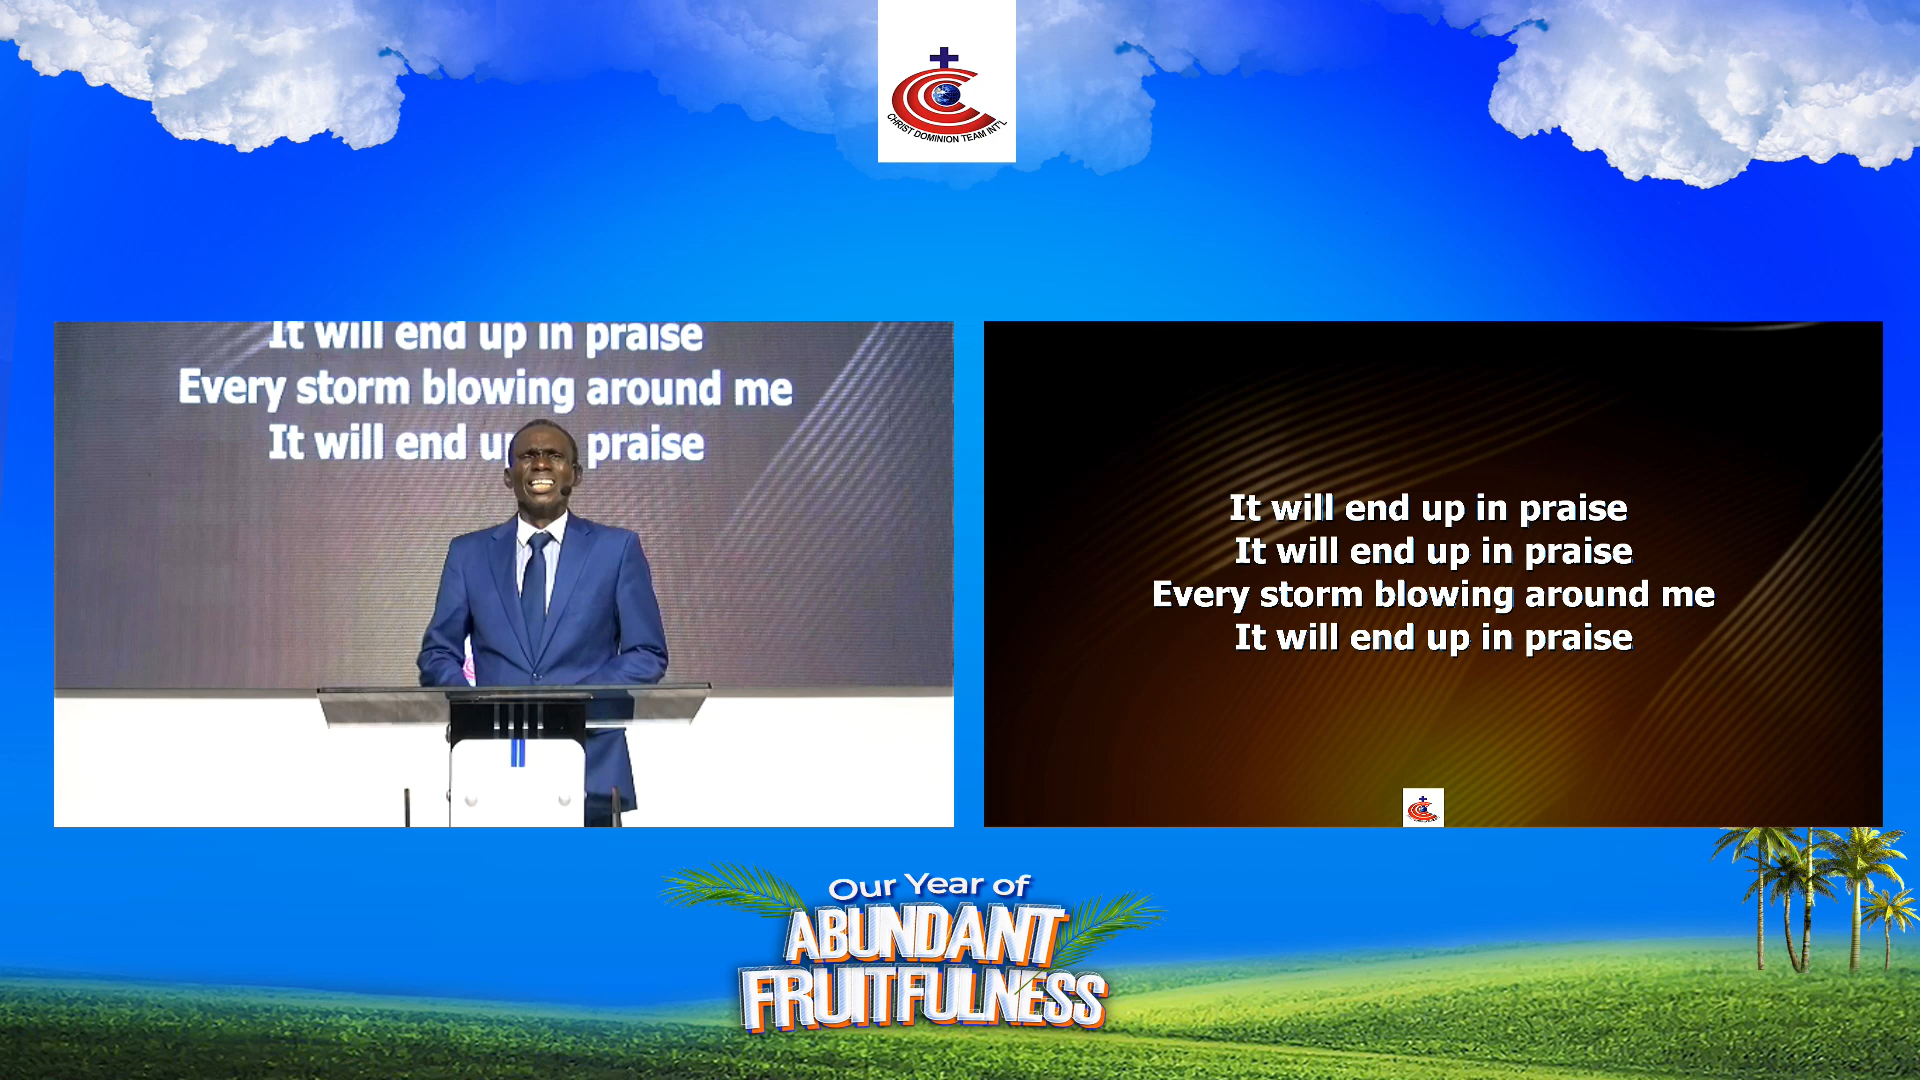 CHRIST DOMINION TEAM INT'L
It will end up in praise
Every storm blowing around me
It will end up praise
It will end up in praise
It will end up in praise
Every storm blowing around me
It will end up in praise
Our Year of
ABUNDANT
FRUITFULNESS